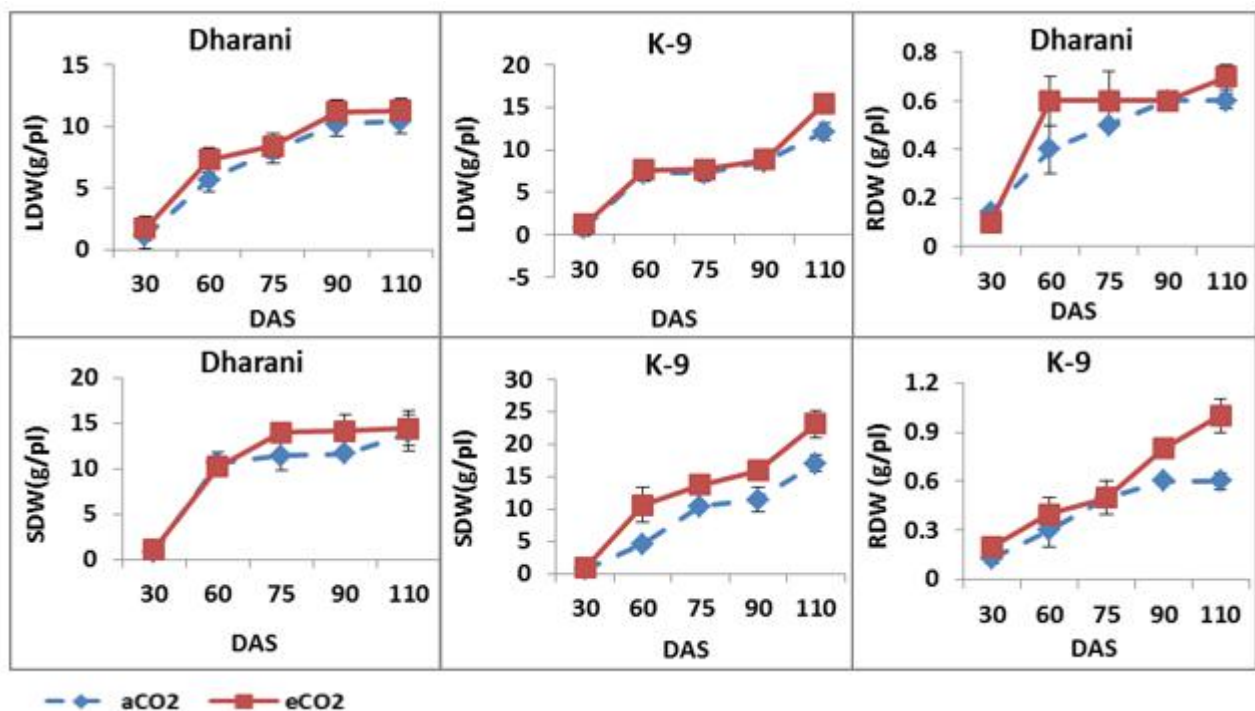 Dharani
LDW(g/pl)
15
10
5
0
30 60 75 90 110
DAS
K-9
LDW(g/pl)
20
15
10
5
0
-5
30 60 75 90 110
DAS
Dharani
RDW (g/pl)
0.8
0.6
0.4
0.2
0
30 60 75 90 110
DAS
Dharani
SDW(g/pl)
20
15
10
5
0
30 60 75 90 110
DAS
K-9
SDW(g/pl)
30
25
20
15
10
5
0
30 60 75 90 110
DAS
K-9
RDW (g/pl)
1.2
0.9
0.6
0.3
0
30 60 75 90 110
DAS
aCO2 eCO2